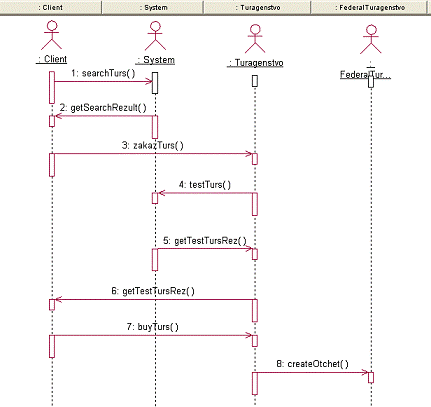 : Client
: System
: Turagenstvo
: FederalTuragenstvo
: Client
: System
: Turagenstvo
:
FederalTur...
1: searchTurs( )
2: getSearchRezult( )
3: zakazTurs( )
4: testTurs( )
5: getTestTursRez( )
6: getTestTursRez( )
7: buyTurs( )
8: createOtchet( )